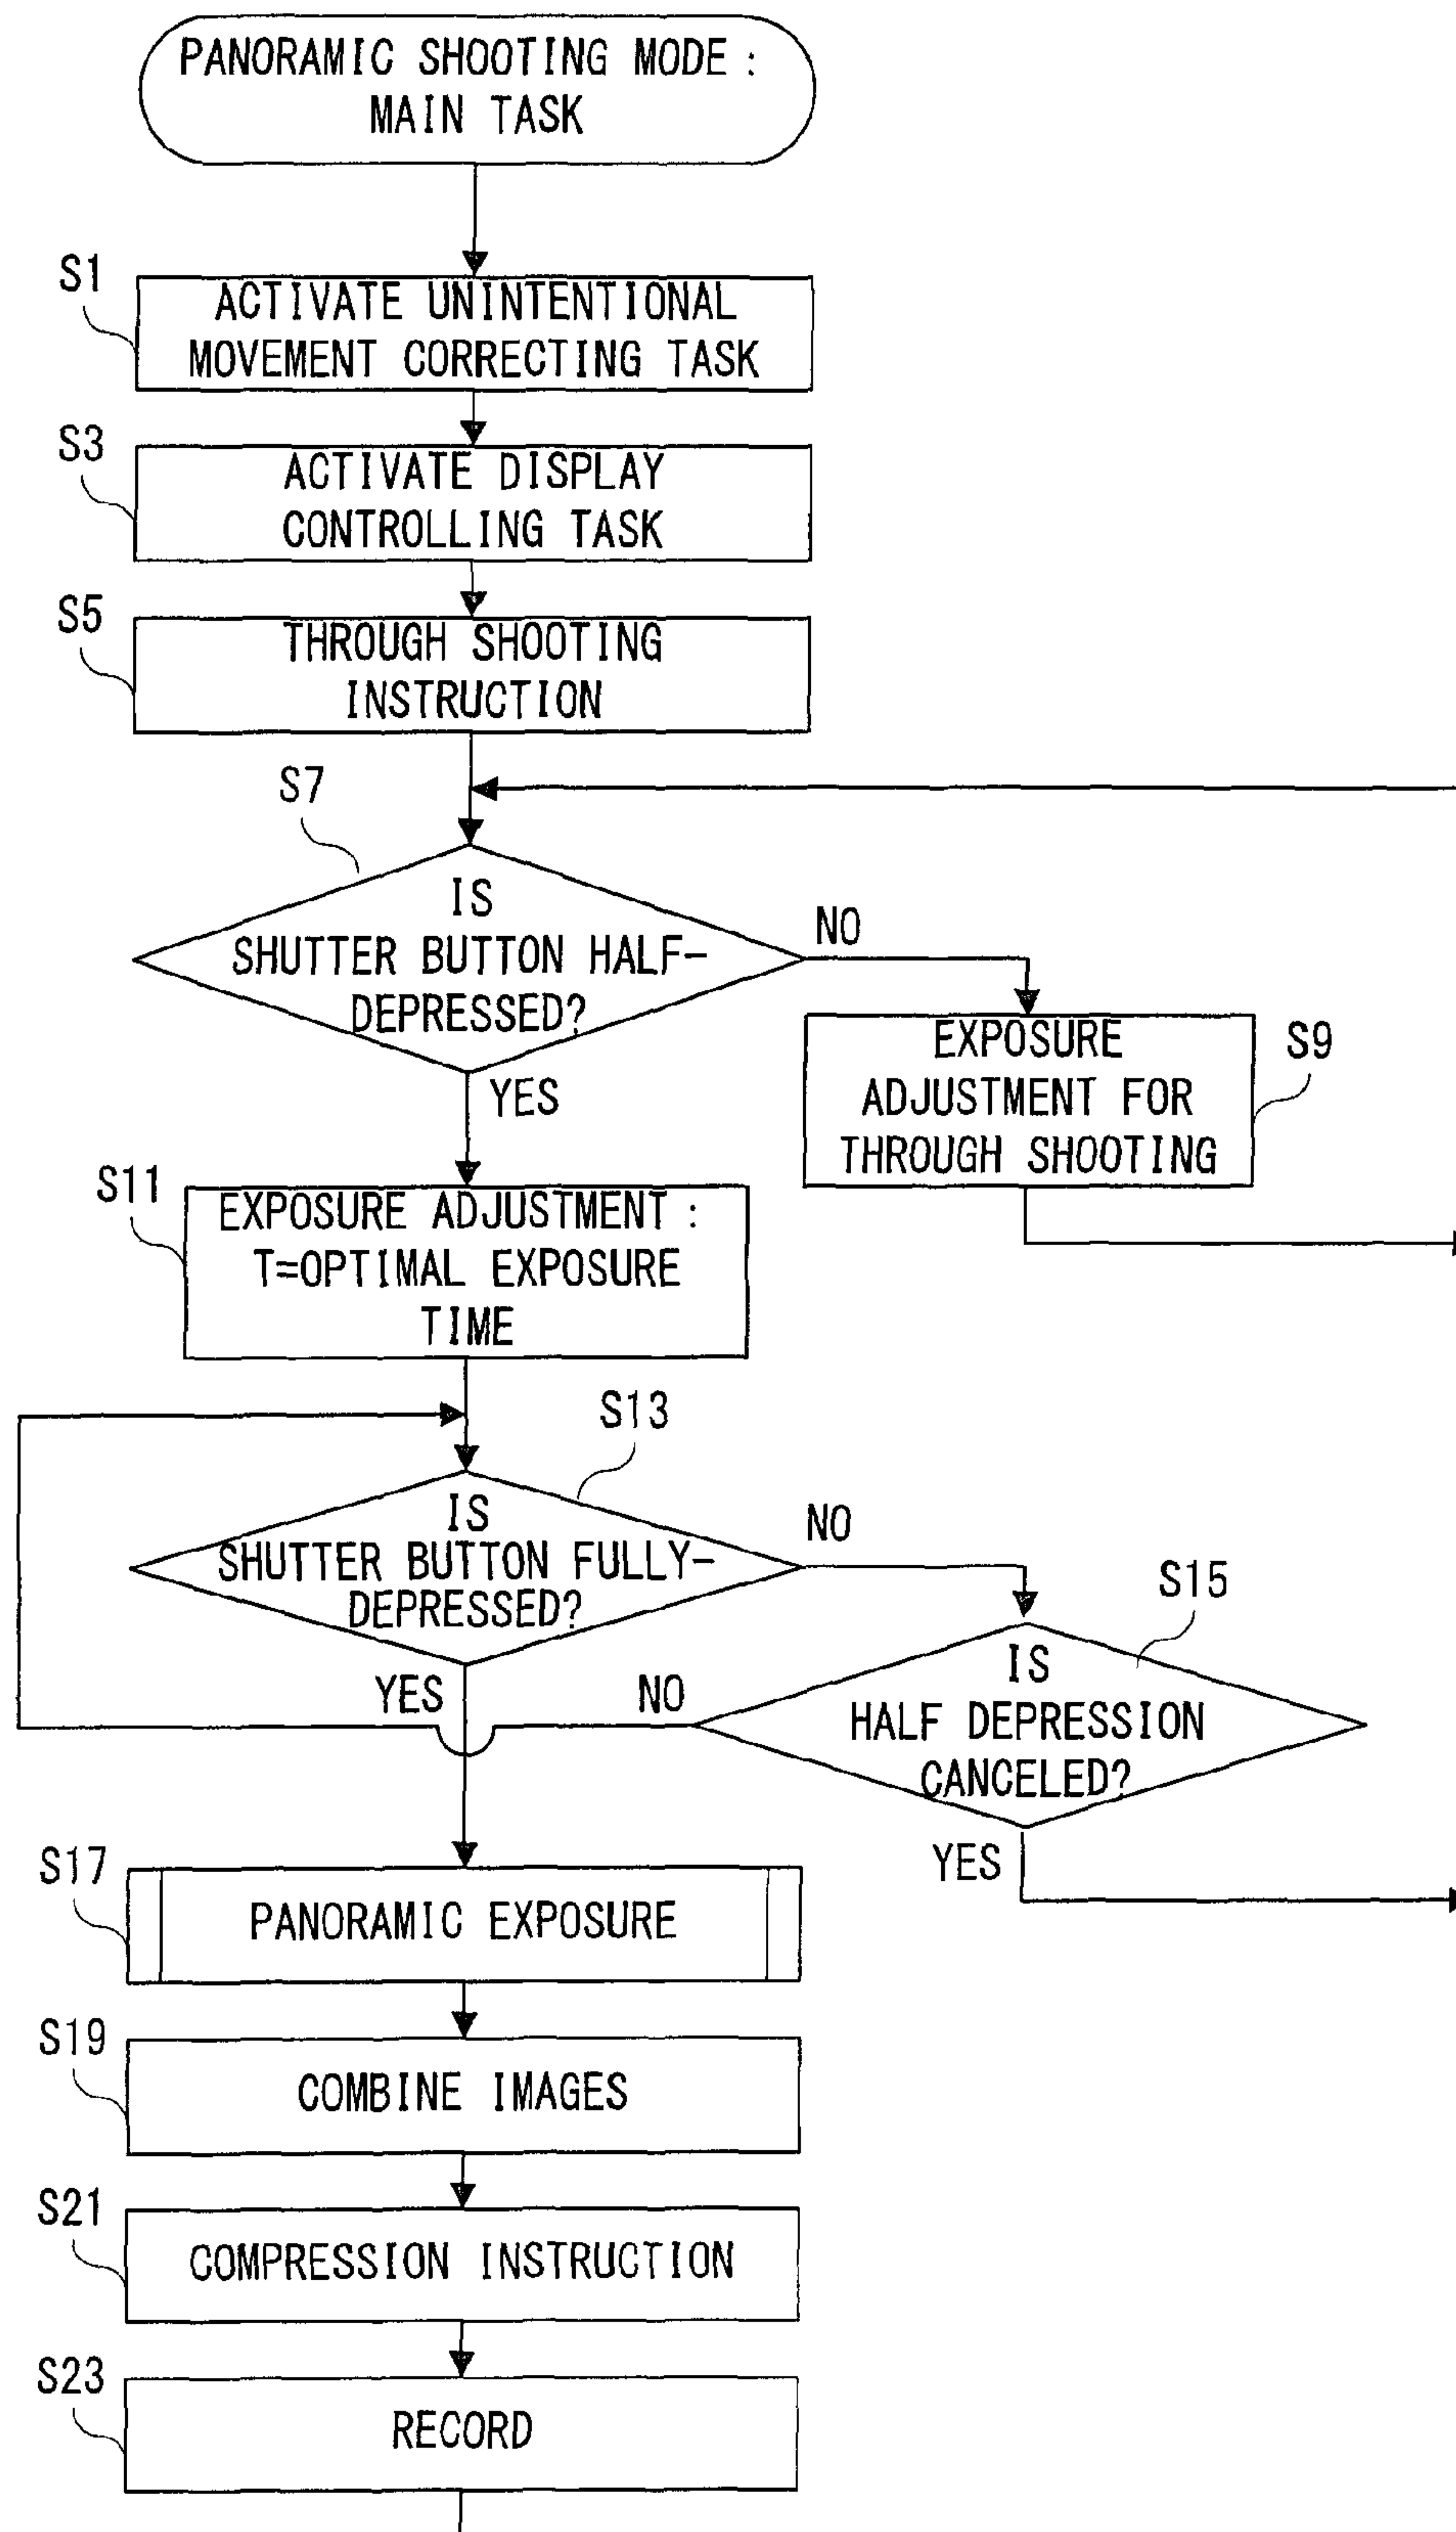 PANORAMIC SHOOTING MODE :
MAIN TASK
S1
ACTIVATE UNINTENTIONAL
MOVEMENT CORRECTING TASK
S3
ACTIVATE DISPLAY
CONTROLLING TASK
S5
THROUGH SHOOTING
INSTRUCTION
S7
IS
SHUTTER BUTTON HALF-
DEPRESSED?
NO
YES
EXPOSURE
ADJUSTMENT FOR
THROUGH SHOOTING
S9
S11
EXPOSURE ADJUSTMENT :
T=OPTIMAL EXPOSURE
TIME
S13
IS
SHUTTER BUTTON FULLY-
DEPRESSED?
NO
YES
S15
IS
HALF DEPRESSION
CANCELED?
NO
YES
S17
PANORAMIC EXPOSURE
S19
COMBINE IMAGES
S21
COMPRESSION INSTRUCTION
S23
RECORD